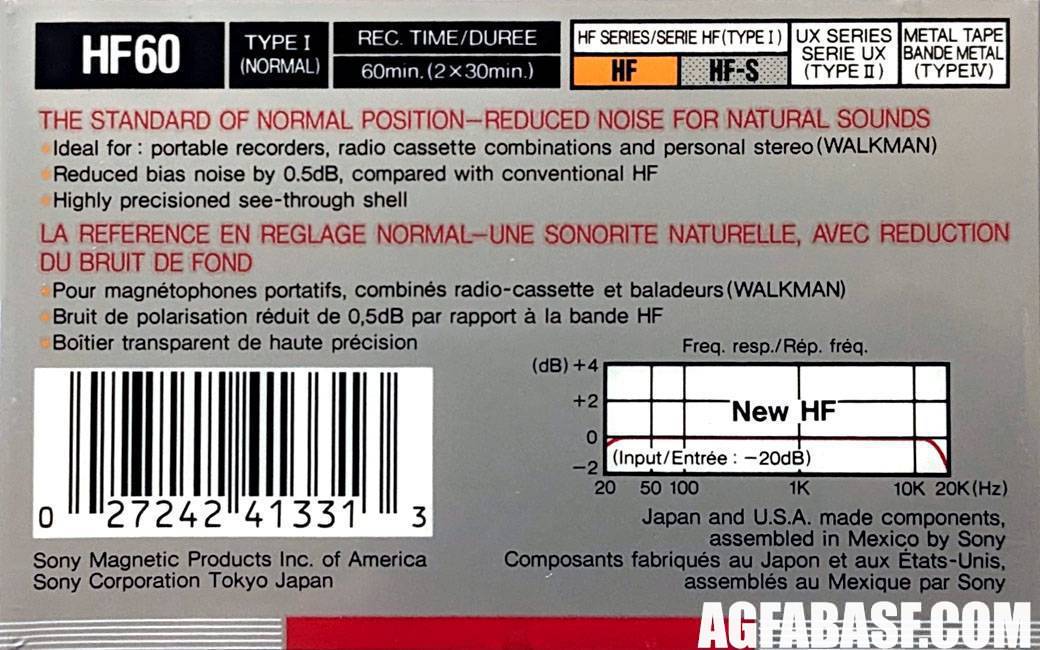 HF60
TYPE I
(NORMAL)
REC. TIME/DUREE
60min. (2×30min.)
HF SERIES/SERIE HF (TYPE I)
HF
HF-S
UX SERIES
SERIE UX
(TYPE II)
METAL TAPE
BANDE METAL
(TYPE IV)
THE STANDARD OF NORMAL POSITION–REDUCED NOISE FOR NATURAL SOUNDS
Ideal for : portable recorders, radio cassette combinations and personal stereo (WALKMAN)
Reduced bias noise by 0.5dB, compared with conventional HF
Highly precisioned see-through shell
LA REFERENCE EN REGLAGE NORMAL–UNE SONORITE NATURELLE, AVEC REDUCTION
DU BRUIT DE FOND
Pour magnétophones portatifs, combinés radio-cassette et baladeurs (WALKMAN)
Bruit de polarisation réduit de 0,5dB par rapport à la bande HF
Boîtier transparent de haute précision
0 27242 41331 3
Sony Magnetic Products Inc. of America
Sony Corporation Tokyo Japan
Freq. resp./Rép. fréq.
(dB) +4
+2
0
−2
New HF
(Input/Entrée : −20dB)
20 50 100 1K 10K 20K (Hz)
Japan and U.S.A. made components,
assembled in Mexico by Sony
Composants fabriqués au Japon et aux États-Unis,
assemblés au Mexique par Sony
AGFABASF.COM